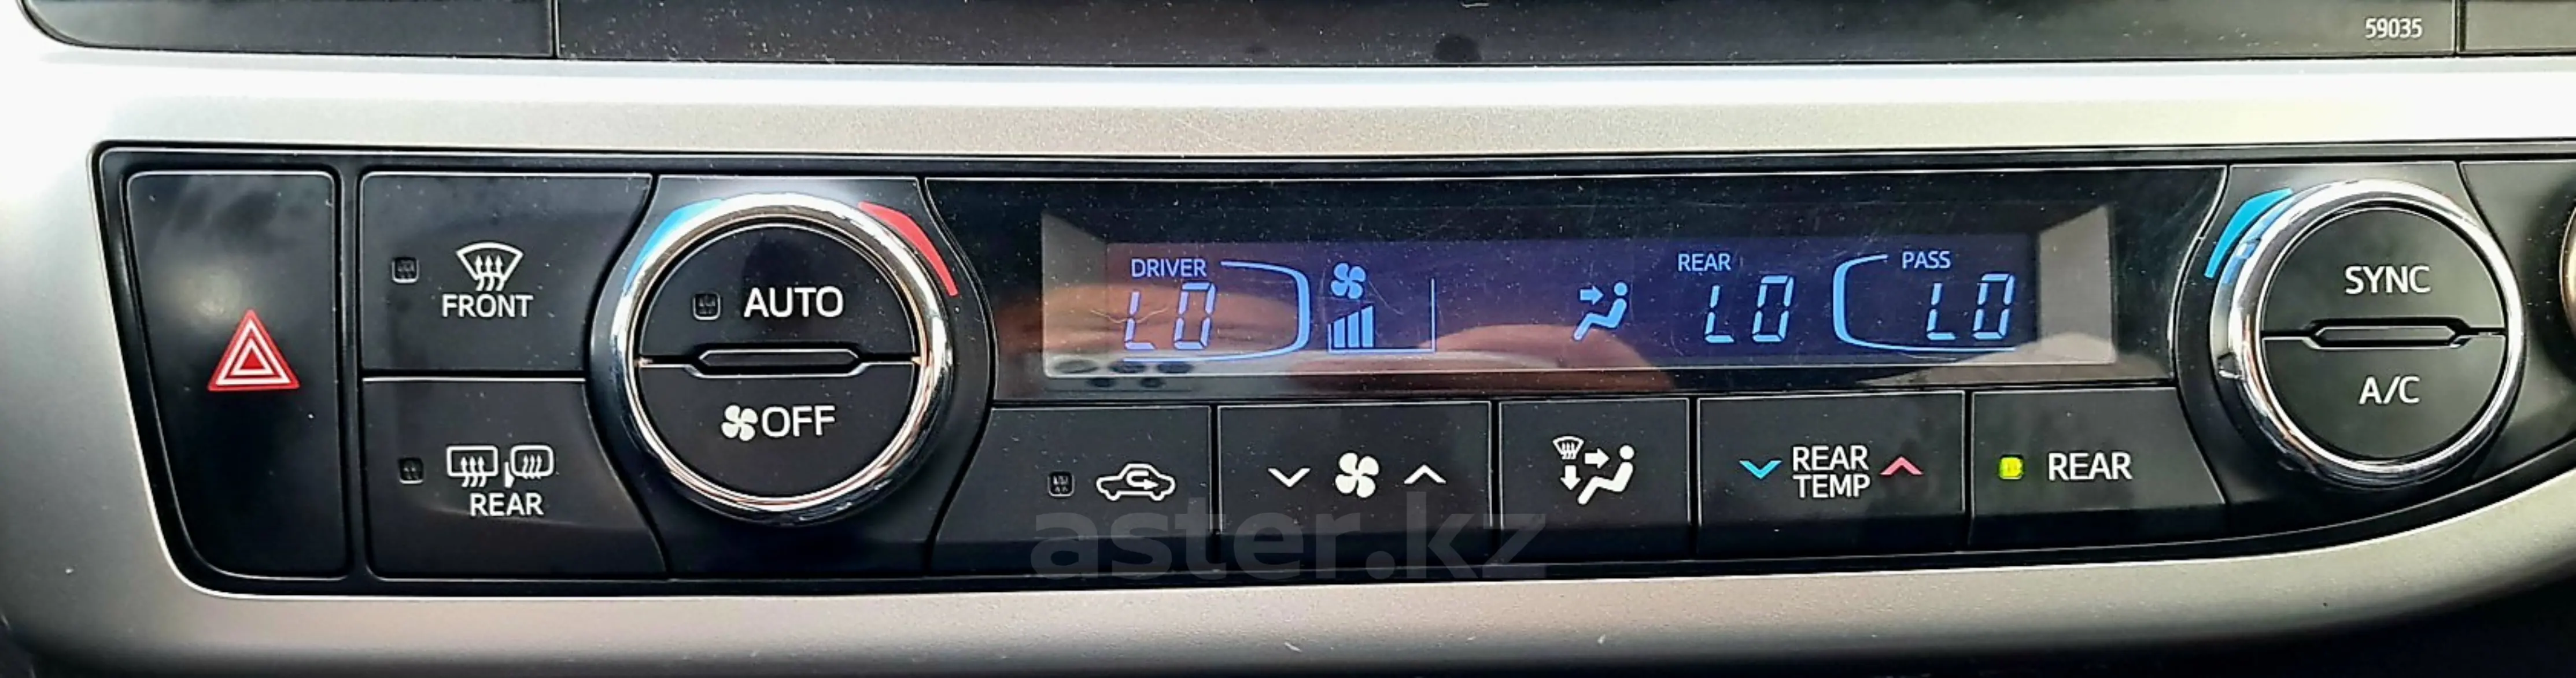 59035
FRONT
AUTO
OFF
REAR
DRIVER
LO
REAR
LO
PASS
LO
REAR
TEMP
REAR
SYNC
A/C
aster.kz